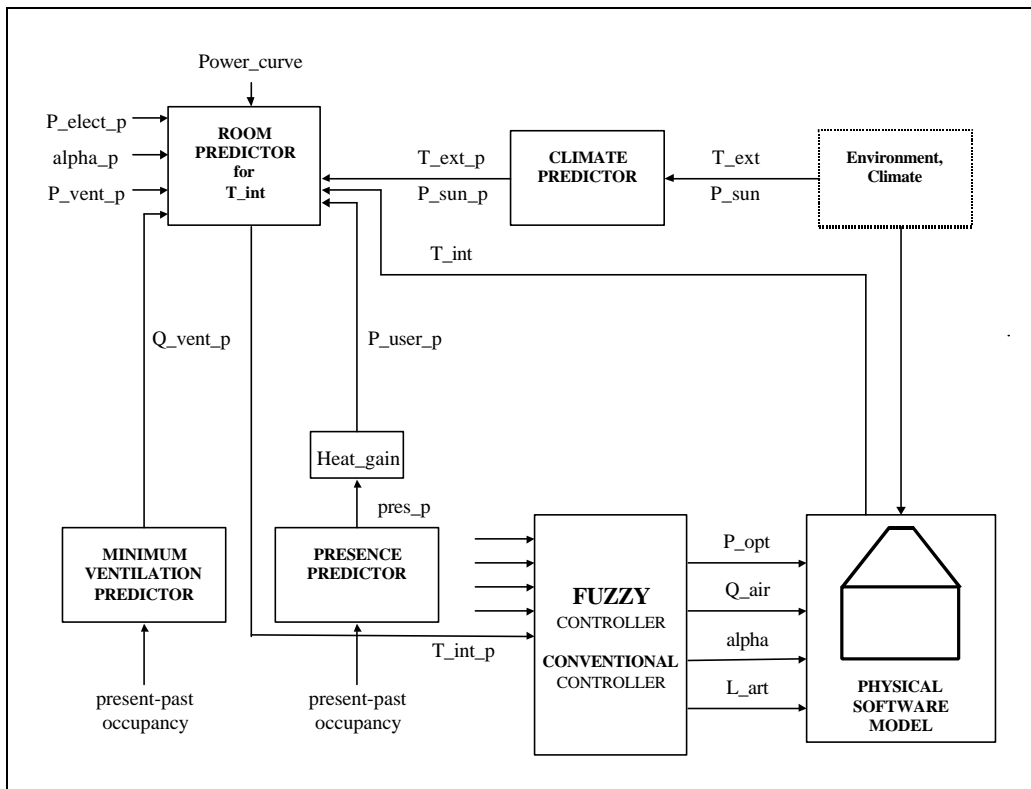 Power_curve
P_elect_p
alpha_p
P_vent_p
ROOM
PREDICTOR
for
T_int
T_ext_p
P_sun_p
CLIMATE
PREDICTOR
T_ext
P_sun
Environment,
Climate
T_int
Q_vent_p
P_user_p
Heat_gain
pres_p
MINIMUM
VENTILATION
PREDICTOR
PRESENCE
PREDICTOR
present-past
occupancy
present-past
occupancy
T_int_p
FUZZY
CONTROLLER
CONVENTIONAL
CONTROLLER
P_opt
Q_air
alpha
L_art
PHYSICAL
SOFTWARE
MODEL